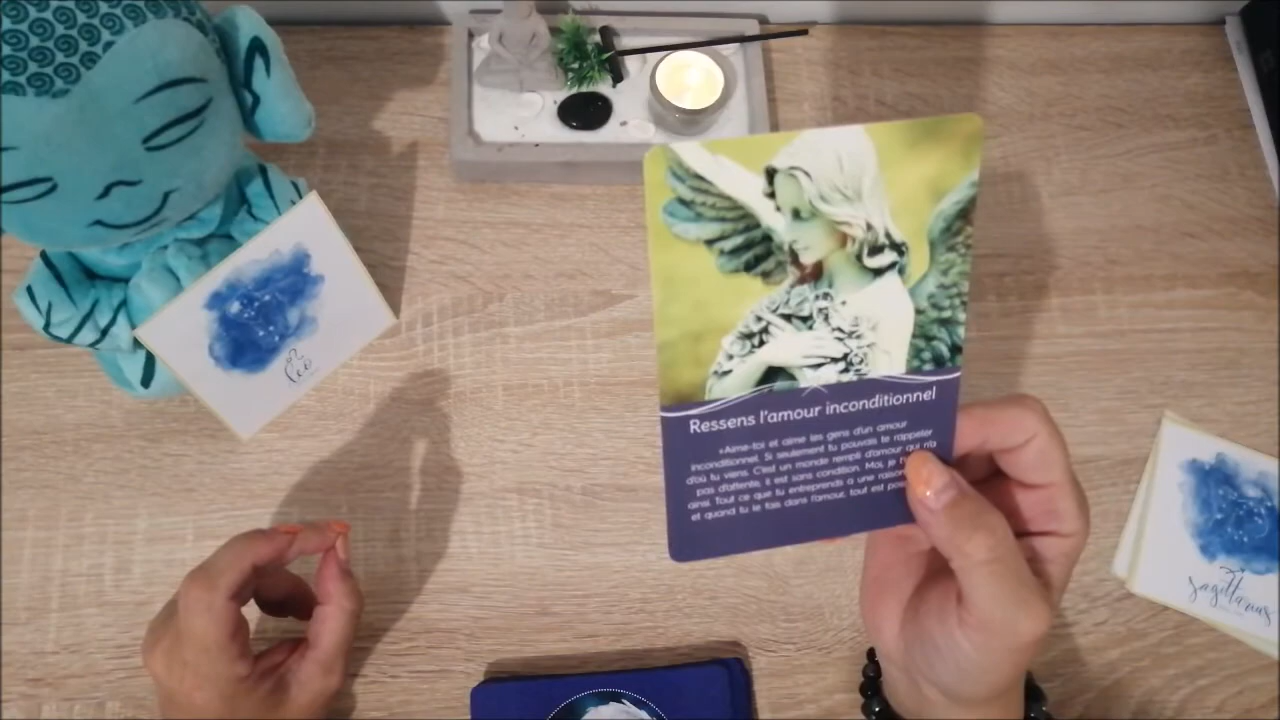 Leo
Ressens l'amour inconditionnel
«Aime-toi et aime les gens d'un amour
inconditionnel. Si seulement tu pouvais te rappeler
d'où tu viens. C'est un monde rempli d'amour qui n'a
pas d'attente, il est sans condition. Moi, je t'
ainsi. Tout ce que tu entreprends a une raison
et quand tu le fais dans l'amour, tout est
sagittarius